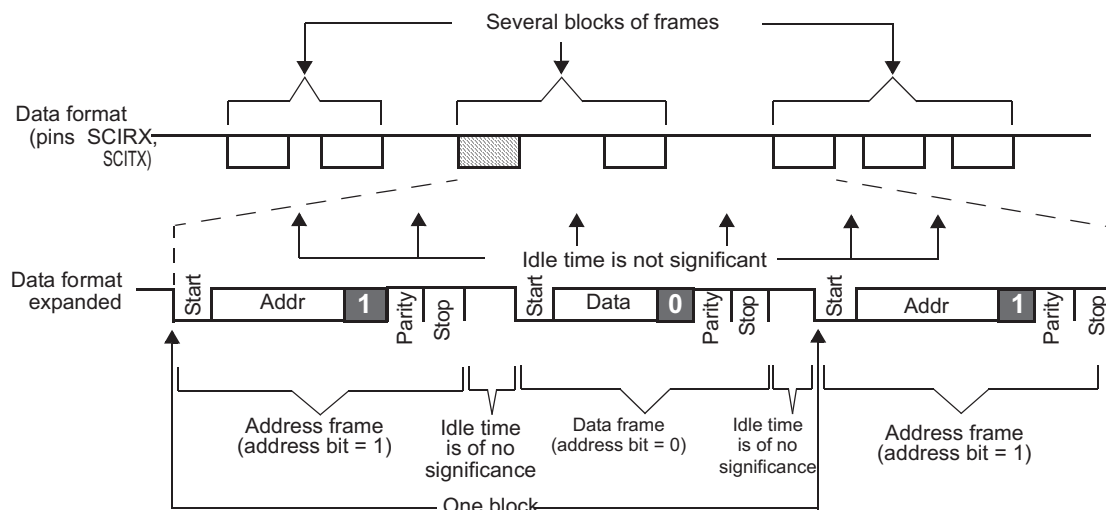 Several blocks of frames
Data format
(pins SCIRX,
SCITX)
Idle time is not significant
Data format
expanded
Start
Addr
1
Parity
Stop
Start
Data
0
Parity
Stop
Start
Addr
1
Parity
Stop
Address frame
(address bit = 1)
Idle time
is of no
significance
Data frame
(address bit = 0)
Idle time
is of no
significance
Address frame
(address bit = 1)
One block